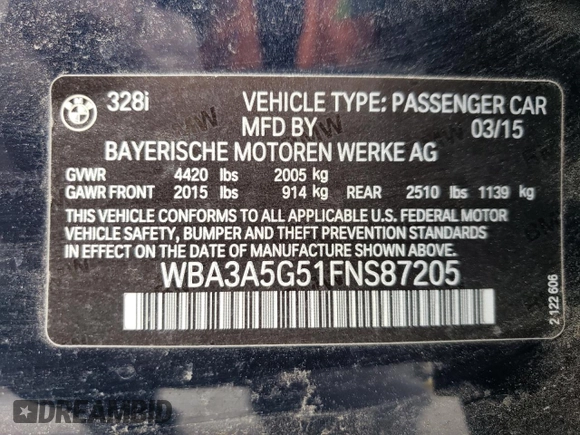 328i VEHICLE TYPE: PASSENGER CAR
MFD BY 03/15
BAYERISCHE MOTOREN WERKE AG
GVWR 4420 lbs 2005 kg
GAWR FRONT 2015 lbs 914 kg REAR 2510 lbs 1139 kg
THIS VEHICLE CONFORMS TO ALL APPLICABLE U.S. FEDERAL MOTOR
VEHICLE SAFETY, BUMPER AND THEFT PREVENTION STANDARDS
IN EFFECT ON THE DATE OF MANUFACTURE SHOWN ABOVE.
WBA3A5G51FNS87205
2 122 606
DREAMBID